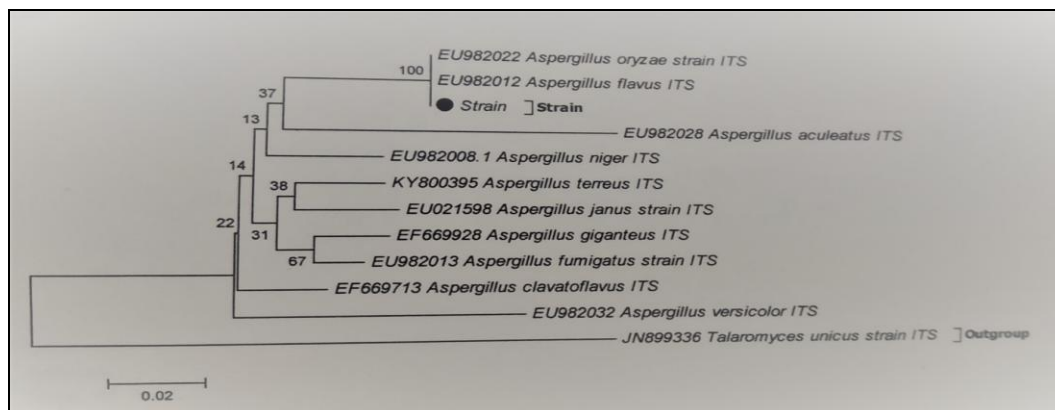 EU982022 Aspergillus oryzae strain ITS
100
EU982012 Aspergillus flavus ITS
37
Strain ] Strain
13
EU982028 Aspergillus aculeatus ITS
EU982008.1 Aspergillus niger ITS
14
38
KY800395 Aspergillus terreus ITS
EU021598 Aspergillus janus strain ITS
22
31
EF669928 Aspergillus giganteus ITS
67
EU982013 Aspergillus fumigatus strain ITS
EF669713 Aspergillus clavatoflavus ITS
EU982032 Aspergillus versicolor ITS
JN899336 Talaromyces unicus strain ITS ] Outgroup
0.02